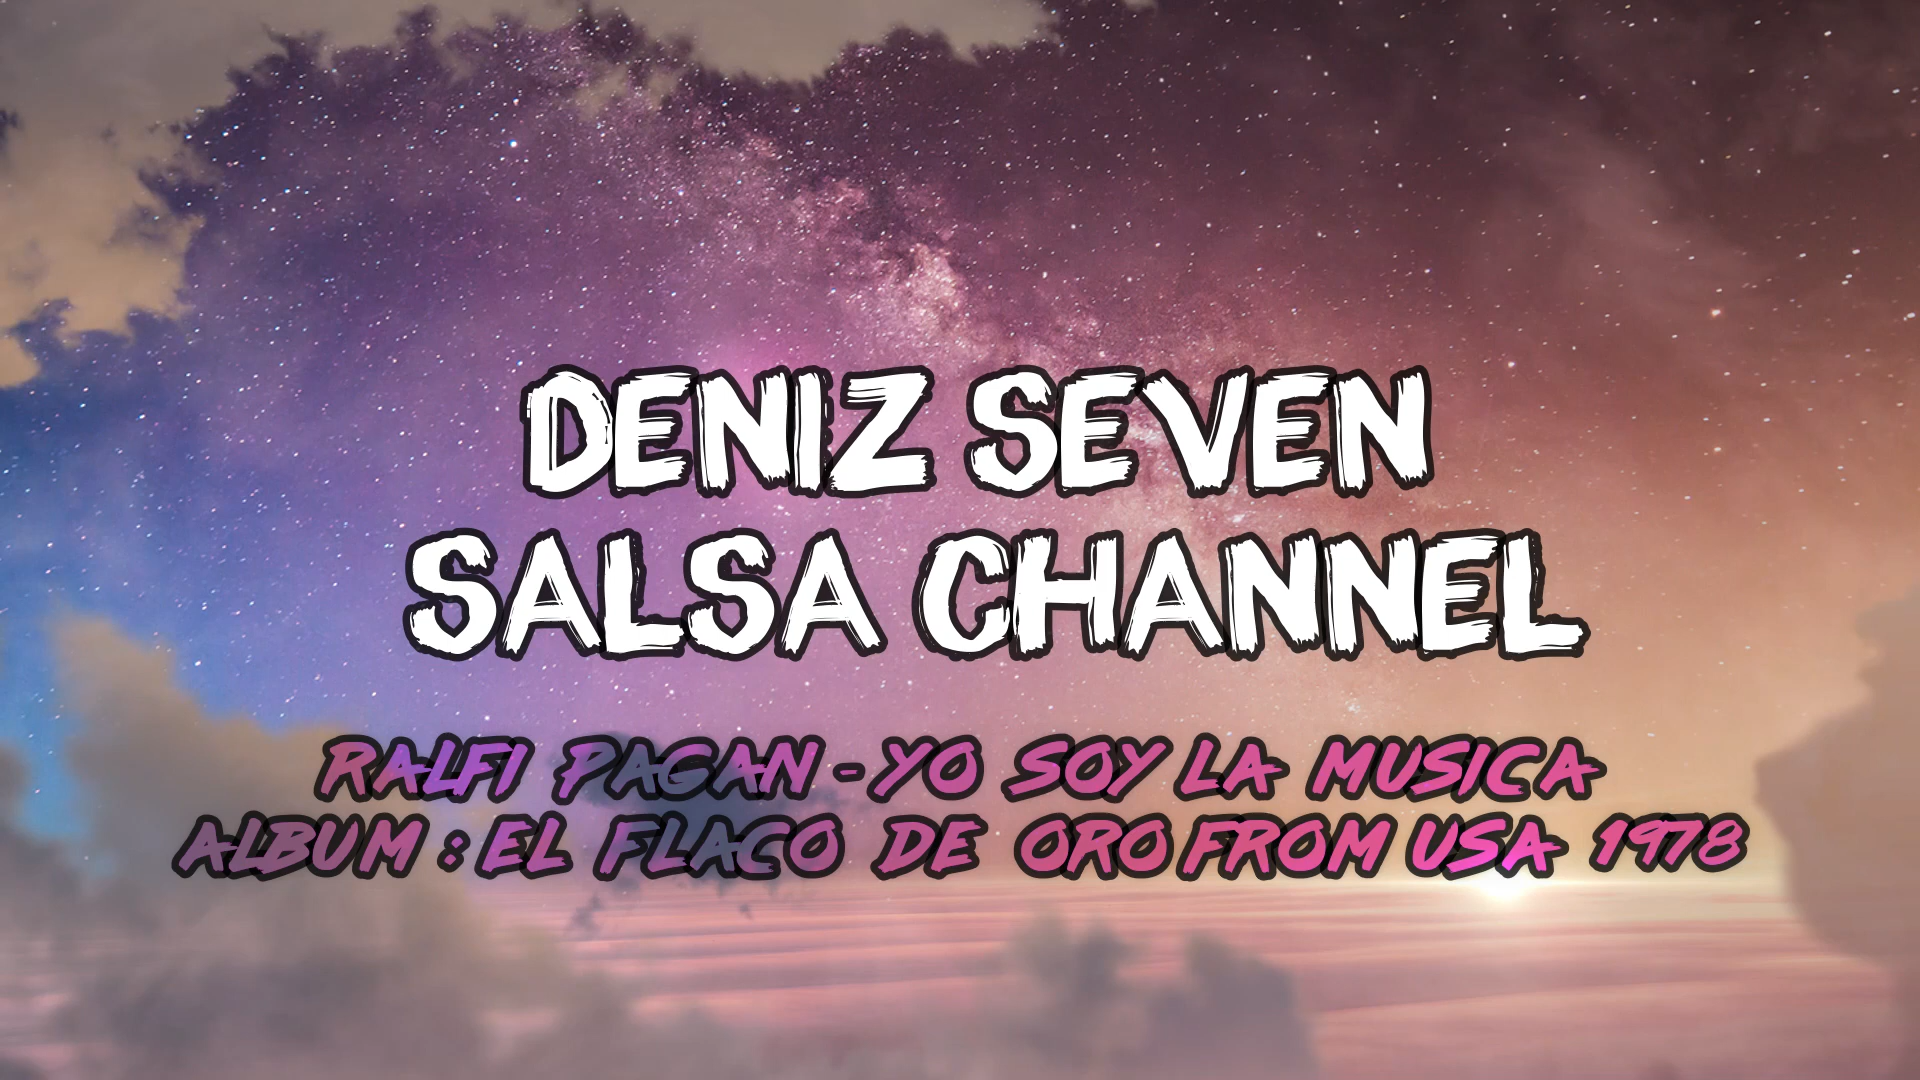 DENIZ SEVEN
SALSA CHANNEL
RALFI PAGAN - YO SOY LA MUSICA
ALBUM : EL FLACO DE ORO FROM USA 1978